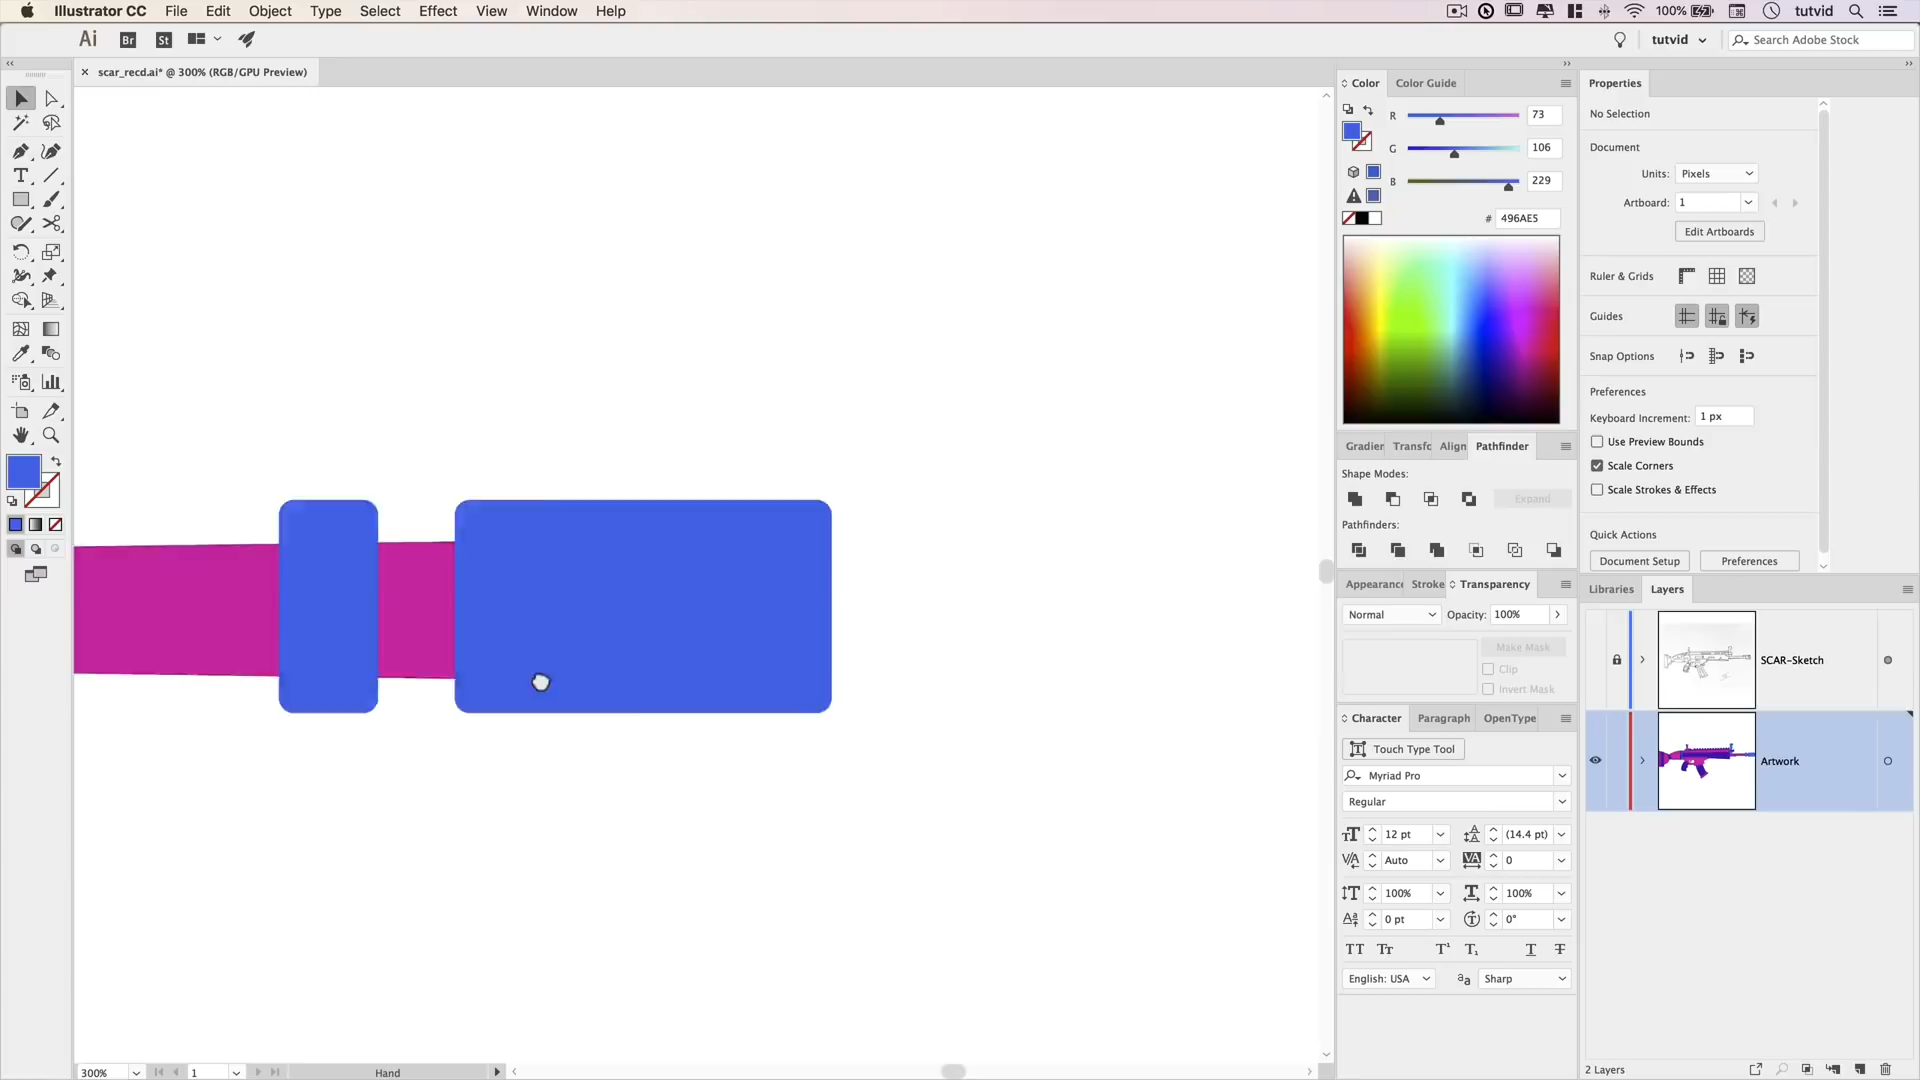 Illustrator CC File Edit Object Type Select Effect View Window Help 100% tutvid
Ai Br St tutvid Search Adobe Stock
scar_recd.ai* @ 300% (RGB/GPU Preview)
Color Color Guide
R 73
G 106
B 229
# 496AE5
Gradien Transfo Align Pathfinder
Shape Modes:
Expand
Pathfinders:
Appearance Stroke Transparency
Normal Opacity: 100%
Make Mask
Clip
Invert Mask
Character Paragraph OpenType
Touch Type Tool
Myriad Pro
Regular
12 pt (14.4 pt)
Auto 0
100% 100%
0 pt 0°
English: USA Sharp
Properties
No Selection
Document
Units: Pixels
Artboard: 1
Edit Artboards
Ruler & Grids
Guides
Snap Options
Preferences
Keyboard Increment: 1 px
Use Preview Bounds
Scale Corners
Scale Strokes & Effects
Quick Actions
Document Setup Preferences
Libraries Layers
SCAR-Sketch
Artwork
2 Layers
300% 1 Hand